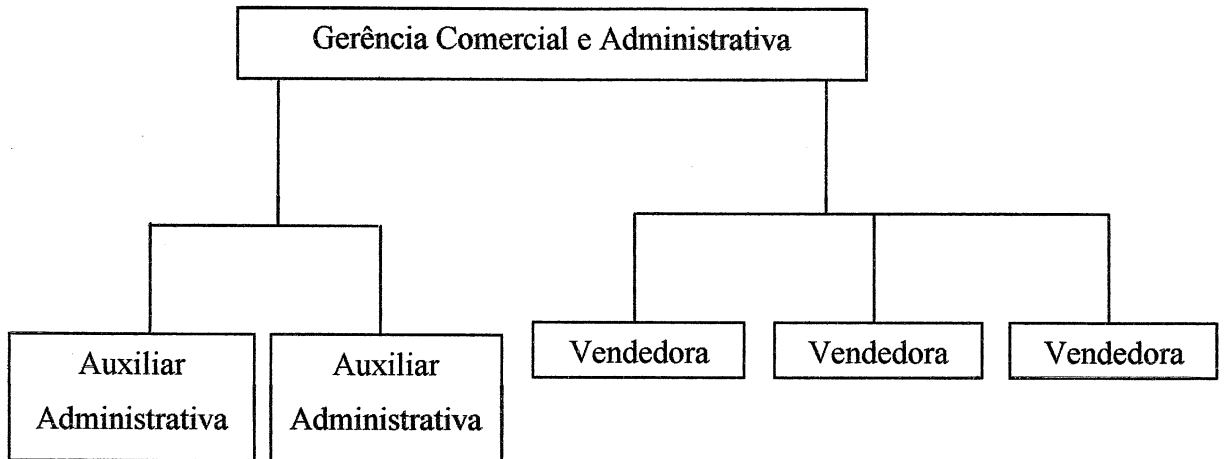 Gerência Comercial e Administrativa
Auxiliar
Administrativa
Auxiliar
Administrativa
Vendedora
Vendedora
Vendedora